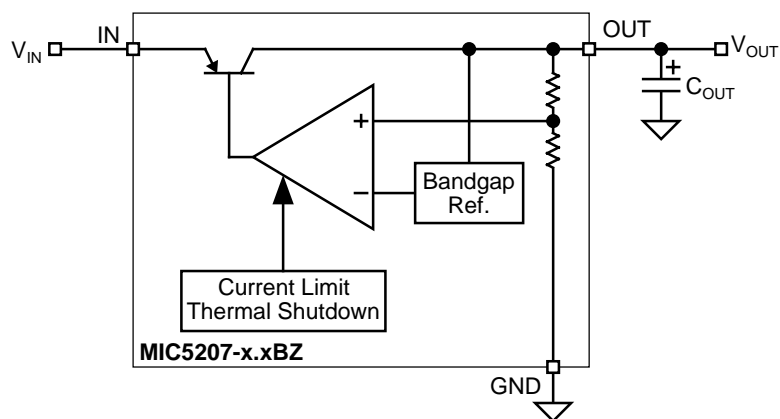 IN
OUT
VIN
VOUT
+
COUT
+
−
Bandgap
Ref.
Current Limit
Thermal Shutdown
MIC5207-x.xBZ
GND